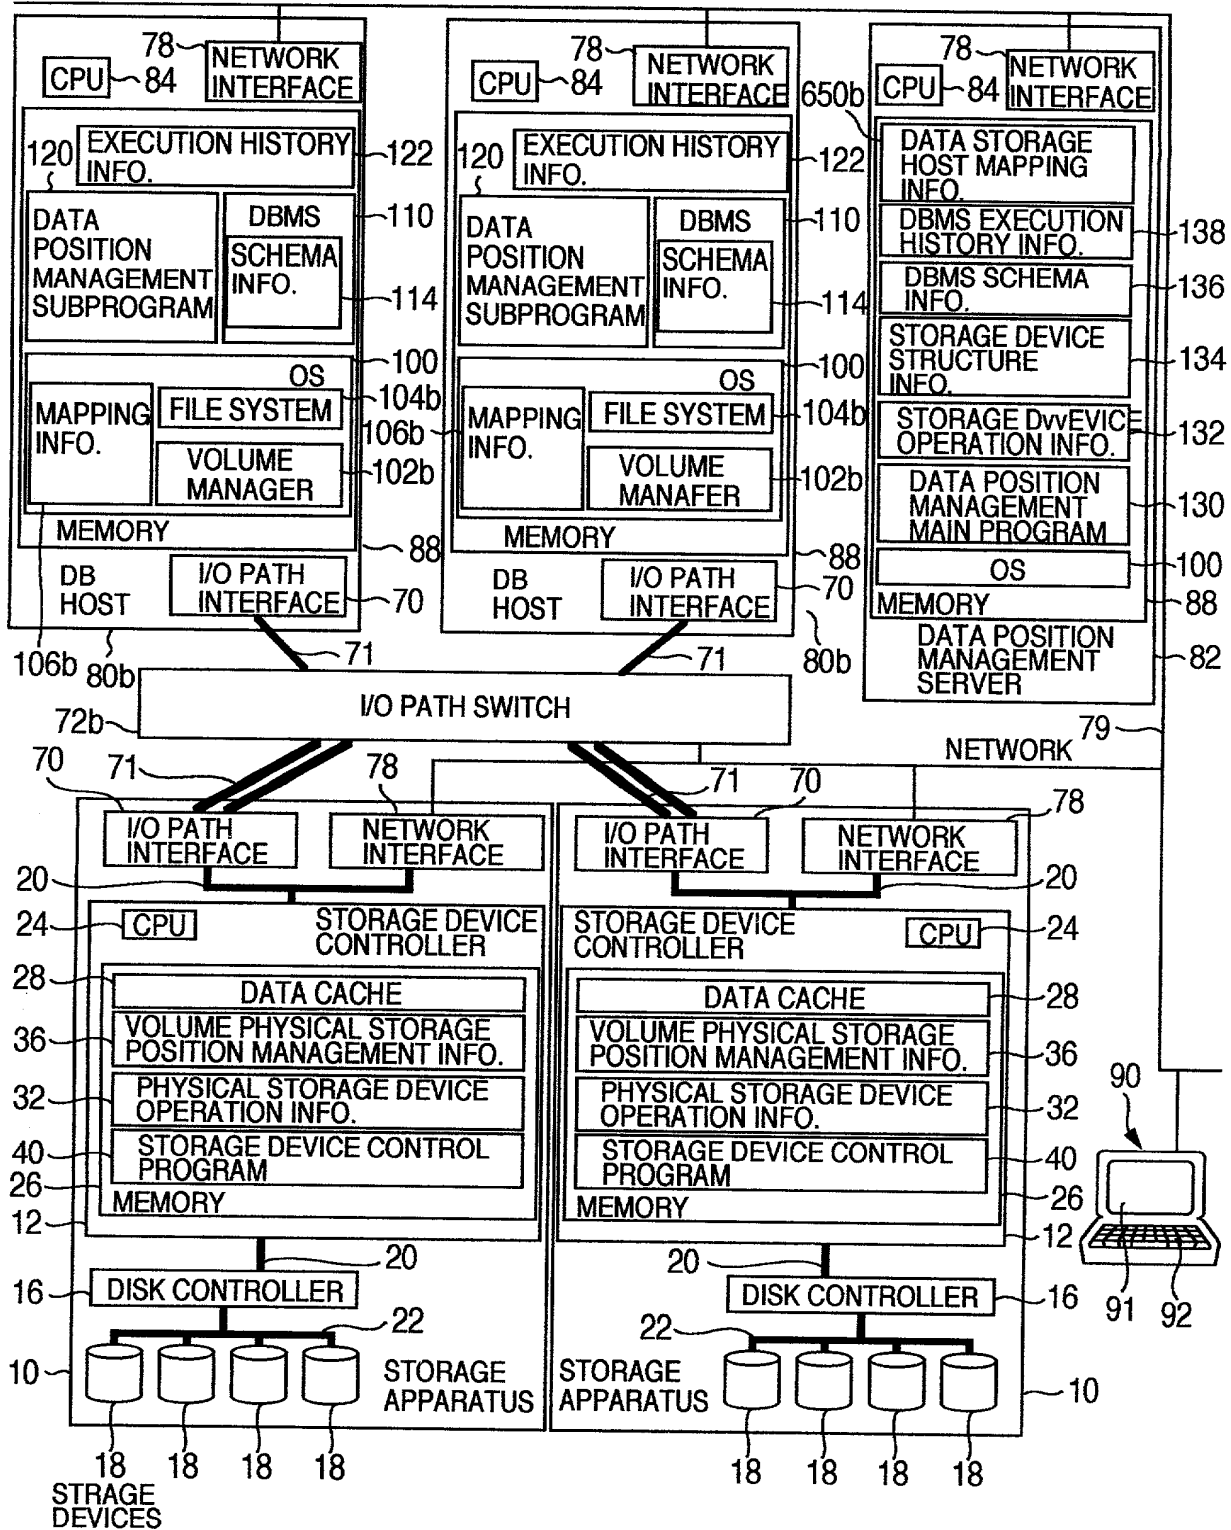 78
NETWORK
INTERFACE
CPU
84
EXECUTION HISTORY
INFO.
122
120
DATA
POSITION
MANAGEMENT
SUBPROGRAM
DBMS
110
SCHEMA
INFO.
114
100
OS
104b
MAPPING
INFO.
FILE SYSTEM
VOLUME
MANAGER
102b
MEMORY
88
DB
HOST
I/O PATH
INTERFACE
70
106b
80b
71
78
NETWORK
INTERFACE
CPU
84
EXECUTION HISTORY
INFO.
122
120
DATA
POSITION
MANAGEMENT
SUBPROGRAM
DBMS
110
SCHEMA
INFO.
114
100
OS
MAPPING
INFO.
106b
FILE SYSTEM
104b
VOLUME
MANAFER
102b
MEMORY
88
DB
HOST
I/O PATH
INTERFACE
70
71
80b
78
NETWORK
INTERFACE
CPU
84
650b
DATA STORAGE
HOST MAPPING
INFO.
DBMS EXECUTION
HISTORY INFO.
138
DBMS SCHEMA
INFO.
136
STORAGE DEVICE
STRUCTURE
INFO.
134
STORAGE DvvEVICE
OPERATION INFO.
132
DATA POSITION
MANAGEMENT
MAIN PROGRAM
130
OS
100
MEMORY
88
DATA POSITION
MANAGEMENT
SERVER
82
I/O PATH SWITCH
72b
79
NETWORK
70
71
78
I/O PATH
INTERFACE
NETWORK
INTERFACE
20
24
CPU
STORAGE DEVICE
CONTROLLER
28
DATA CACHE
36
VOLUME PHYSICAL STORAGE
POSITION MANAGEMENT INFO.
32
PHYSICAL STORAGE DEVICE
OPERATION INFO.
40
STORAGE DEVICE CONTROL
PROGRAM
26
MEMORY
12
20
16
DISK CONTROLLER
22
10
STORAGE
APPARATUS
18
18
18
18
STRAGE
DEVICES
71
70
78
I/O PATH
INTERFACE
NETWORK
INTERFACE
20
STORAGE DEVICE
CONTROLLER
CPU
24
DATA CACHE
28
VOLUME PHYSICAL STORAGE
POSITION MANAGEMENT INFO.
36
PHYSICAL STORAGE DEVICE
OPERATION INFO.
32
STORAGE DEVICE CONTROL
PROGRAM
40
26
MEMORY
12
20
DISK CONTROLLER
16
22
STORAGE
APPARATUS
10
18
18
18
18
90
91
92